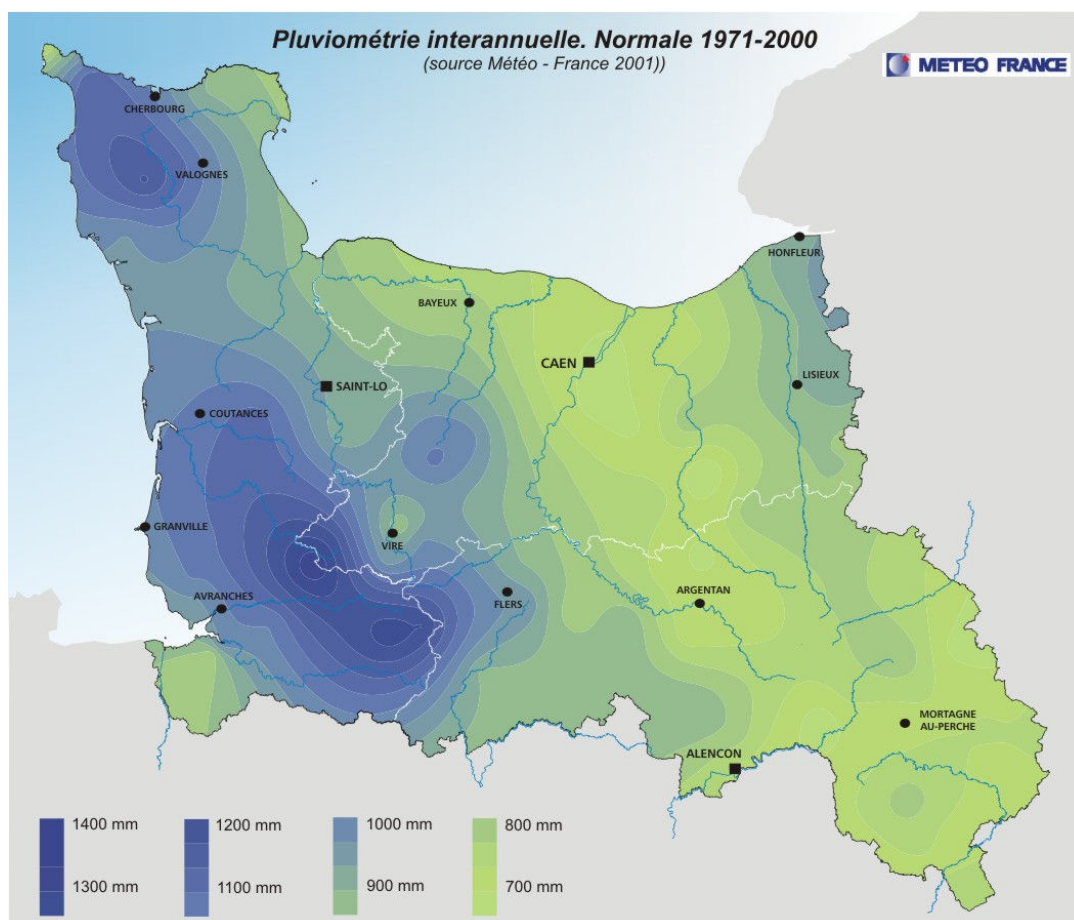 Pluviométrie interannuelle. Normale 1971-2000
(source Météo - France 2001))
METEO FRANCE
CHERBOURG
VALOGNES
HONFLEUR
BAYEUX
CAEN
LISIEUX
SAINT-LO
COUTANCES
GRANVILLE
VIRE
AVRANCHES
FLERS
ARGENTAN
MORTAGNE
AU-PERCHE
ALENCON
1400 mm
1300 mm
1200 mm
1100 mm
1000 mm
900 mm
800 mm
700 mm